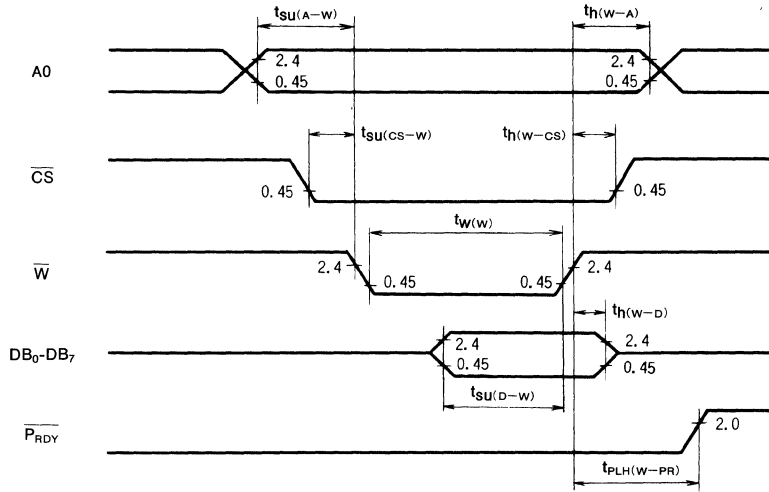 tsu(A-W) th(W-A)
A0 2.4 2.4
0.45 0.45
tsu(CS-W) th(W-CS)
CS 0.45 0.45
tw(W)
W 2.4 0.45 0.45 2.4
th(W-D)
DB0-DB7 2.4 2.4
0.45 0.45
tsu(D-W)
PRDY 2.0
tPLH(W-PR)